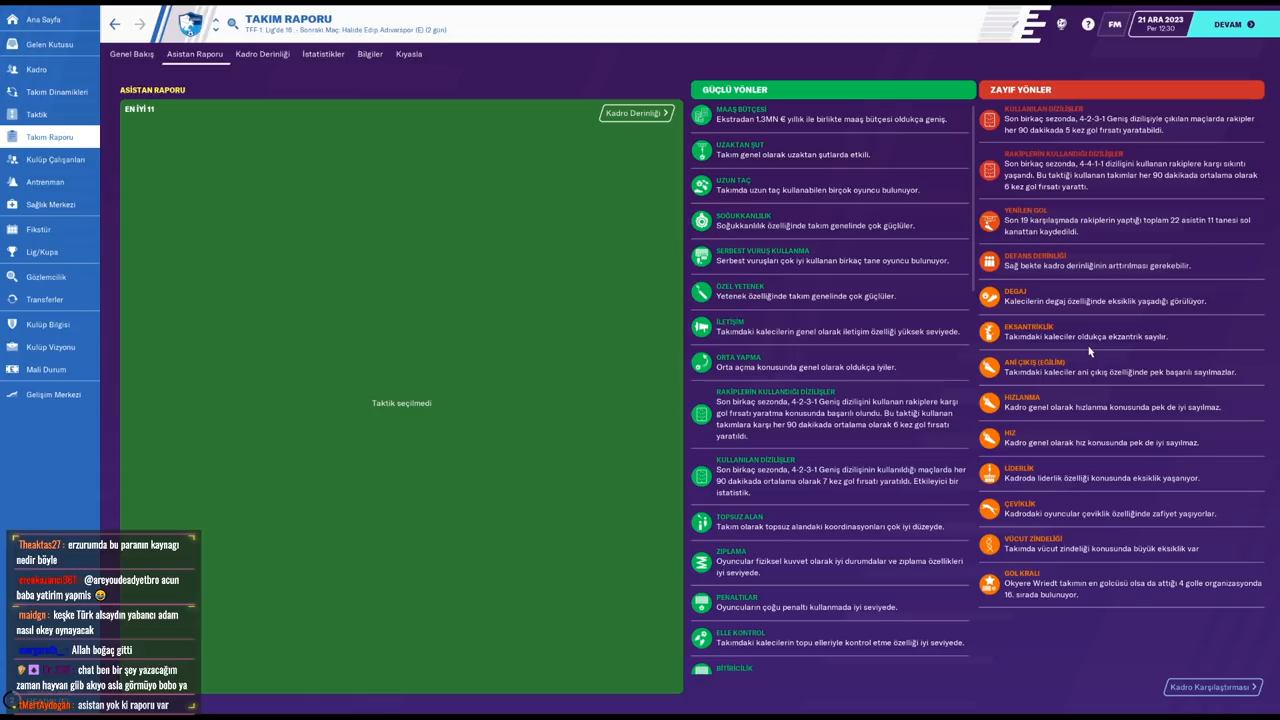 Ana Sayfa
Gelen Kutusu
Kadro
Takım Dinamikleri
Taktik
Takım Raporu
Kulüp Çalışanları
Antrenman
Sağlık Merkezi
Fikstür
Lig/Kupa
Gözlemcilik
Transferler
Kulüp Bilgisi
Kulüp Vizyonu
Mali Durum
Gelişim Merkezi
TAKIM RAPORU
TFF 1. Lig'de 16. - Sonraki Maç: Halide Edip Adıvarspor (E) (2 gün)
FM
21 ARA 2023
Per 12:30
DEVAM
Genel Bakış
Asistan Raporu
Kadro Derinliği
İstatistikler
Bilgiler
Kıyasla
ASİSTAN RAPORU
EN İYİ 11
Kadro Derinliği
Taktik seçilmedi
GÜÇLÜ YÖNLER
MAAŞ BÜTÇESİ
Ekstradan 1.3MN € yıllık ile birlikte maaş bütçesi oldukça geniş.
UZAKTAN ŞUT
Takım genel olarak uzaktan şutlarda etkili.
UZUN TAÇ
Takımda uzun taç kullanabilen birçok oyuncu bulunuyor.
SOĞUKKANLILIK
Soğukkanlılık özelliğinde takım genelinde çok güçlüler.
SERBEST VURUŞ KULLANMA
Serbest vuruşları çok iyi kullanan birkaç tane oyuncu bulunuyor.
ÖZEL YETENEK
Yetenek özelliğinde takım genelinde çok güçlüler.
İLETİŞİM
Takımdaki kalecilerin genel olarak iletişim özelliği yüksek seviyede.
ORTA YAPMA
Orta açma konusunda genel olarak oldukça iyiler.
RAKİPLERİN KULLANDIĞI DİZİLİŞLER
Son birkaç sezonda, 4-2-3-1 Geniş dizilişini kullanan rakiplere karşı
gol fırsatı yaratma konusunda başarılı olundu. Bu taktiği kullanan
takımlara karşı her 90 dakikada ortalama olarak 6 kez gol fırsatı
yaratıldı.
KULLANILAN DİZİLİŞLER
Son birkaç sezonda, 4-2-3-1 Geniş dizilişinin kullanıldığı maçlarda her
90 dakikada ortalama olarak 7 kez gol fırsatı yaratıldı. Etkileyici bir
istatistik.
TOPSUZ ALAN
Takım olarak topsuz alandaki koordinasyonları çok iyi düzeyde.
ZIPLAMA
Oyuncular fiziksel kuvvet olarak iyi durumdalar ve zıplama özellikleri
iyi seviyede.
PENALTILAR
Oyuncuların çoğu penaltı kullanmada iyi seviyede.
ELLE KONTROL
Takımdaki kalecilerin topu elleriyle kontrol etme özelliği iyi seviyede.
BİTİRİCİLİK
ZAYIF YÖNLER
KULLANILAN DİZİLİŞLER
Son birkaç sezonda, 4-2-3-1 Geniş dizilişiyle çıkılan maçlarda rakipler
her 90 dakikada 5 kez gol fırsatı yaratabildi.
RAKİPLERİN KULLANDIĞI DİZİLİŞLER
Son birkaç sezonda, 4-4-1-1 dizilişini kullanan rakiplere karşı sıkıntı
yaşandı. Bu taktiği kullanan takımlar her 90 dakikada ortalama olarak
6 kez gol fırsatı yarattı.
YENİLEN GOL
Son 19 karşılaşmada rakiplerin yaptığı toplam 22 asistin 11 tanesi sol
kanattan kaydedildi.
DEFANS DERİNLİĞİ
Sağ bekte kadro derinliğinin arttırılması gerekebilir.
DEGAJ
Kalecilerin degaj özelliğinde eksiklik yaşadığı görülüyor.
EKSANTRİKLİK
Takımdaki kaleciler oldukça ekzantrik sayılır.
ANİ ÇIKIŞ (EĞİLİM)
Takımdaki kaleciler ani çıkış özelliğinde pek başarılı sayılmazlar.
HIZLANMA
Kadro genel olarak hızlanma konusunda pek de iyi sayılmaz.
HIZ
Kadro genel olarak hız konusunda pek de iyi sayılmaz.
LİDERLİK
Kadroda liderlik özelliği konusunda eksiklik yaşanıyor.
ÇEVİKLİK
Kadrodaki oyuncular çeviklik özelliğinde zafiyet yaşıyorlar.
VÜCUT ZİNDELİĞİ
Takımda vücut zindeliği konusunda büyük eksiklik var
GOL KRALI
Okyere Wriedt takımın en golcüsü olsa da attığı 4 golle organizasyonda
16. sırada bulunuyor.
Kadro Karşılaştırması
Theaktas27 : erzurumda bu paranın kaynagı
nedir böyle
@areyoudeadyetbro acun
baba yatirim yapmis
maidgn : keşke Türk alsaydın yabancı adam
nasıl okey oynayacak
Allah boğaç gitti
: chat ben bir şey yazacığım
zaman hayvan glib akıyo asla görmüyo bobo ya
tMertAydogan : asistan yok ki raporu var